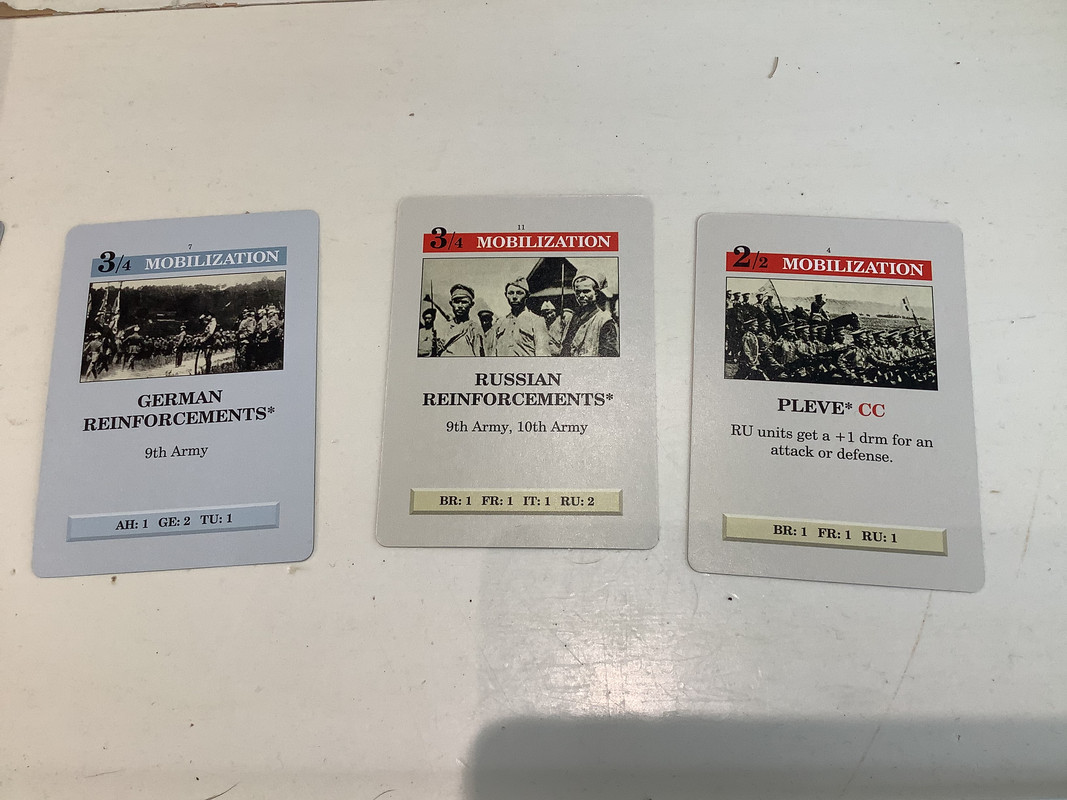 7
3/4 MOBILIZATION
GERMAN
REINFORCEMENTS*
9th Army
AH: 1 GE: 2 TU: 1
11
3/4 MOBILIZATION
RUSSIAN
REINFORCEMENTS*
9th Army, 10th Army
BR: 1 FR: 1 IT: 1 RU: 2
4
2/2 MOBILIZATION
PLEVE* CC
RU units get a +1 drm for an
attack or defense.
BR: 1 FR: 1 RU: 1